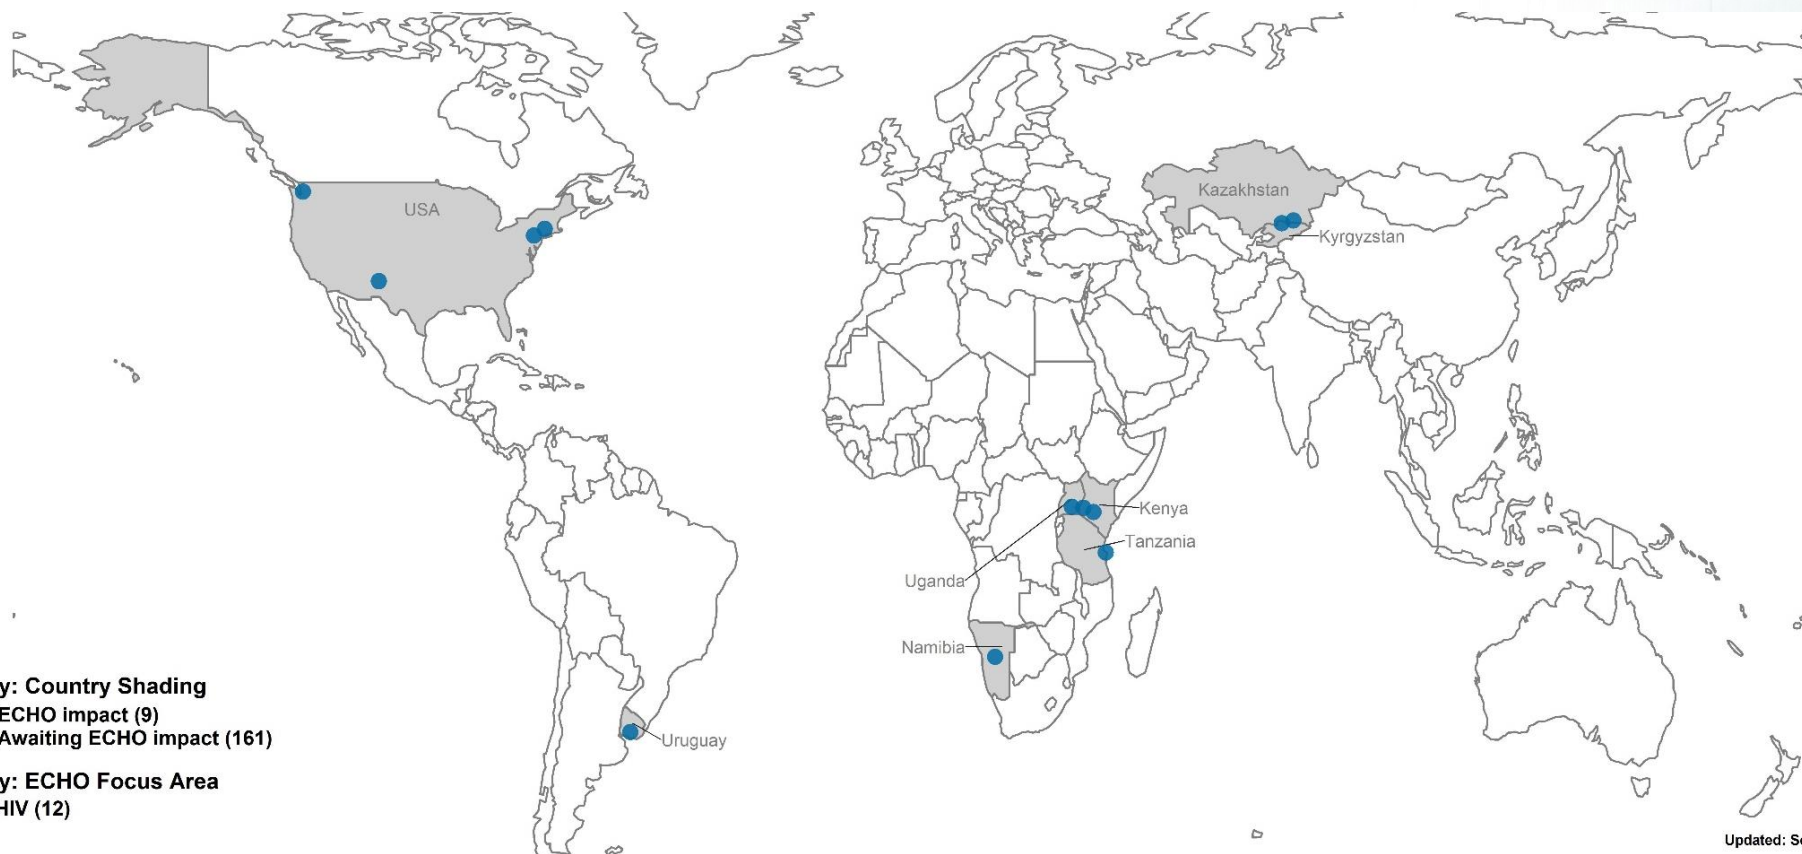 USA
Kazakhstan
Kyrgyzstan
Kenya
Tanzania
Uganda
Namibia
Uruguay
y: Country Shading
ECHO impact (9)
Awaiting ECHO impact (161)
y: ECHO Focus Area
HIV (12)
Updated: